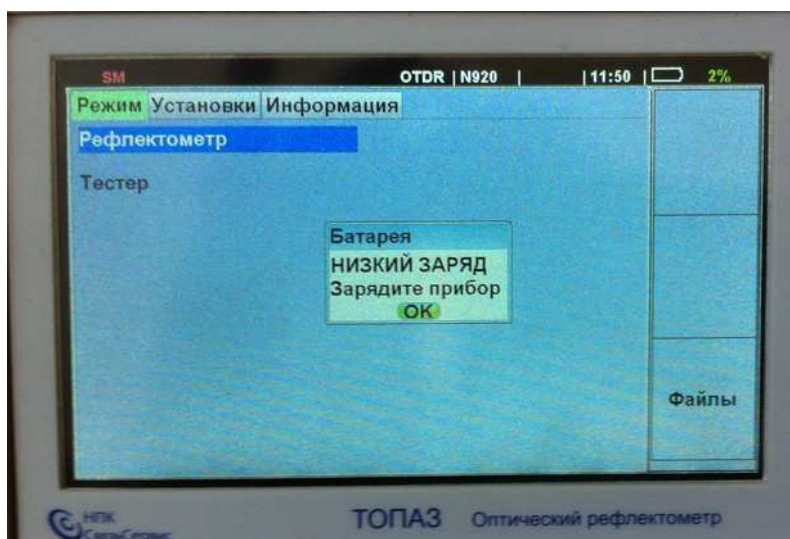 SM OTDR | N920 | | 11:50 | 2%
Режим Установки Информация
Рефлектометр
Тестер
Батарея
НИЗКИЙ ЗАРЯД
Зарядите прибор
OK
Файлы
НПК
СвязьСервис
ТОПАЗ Оптический рефлектометр